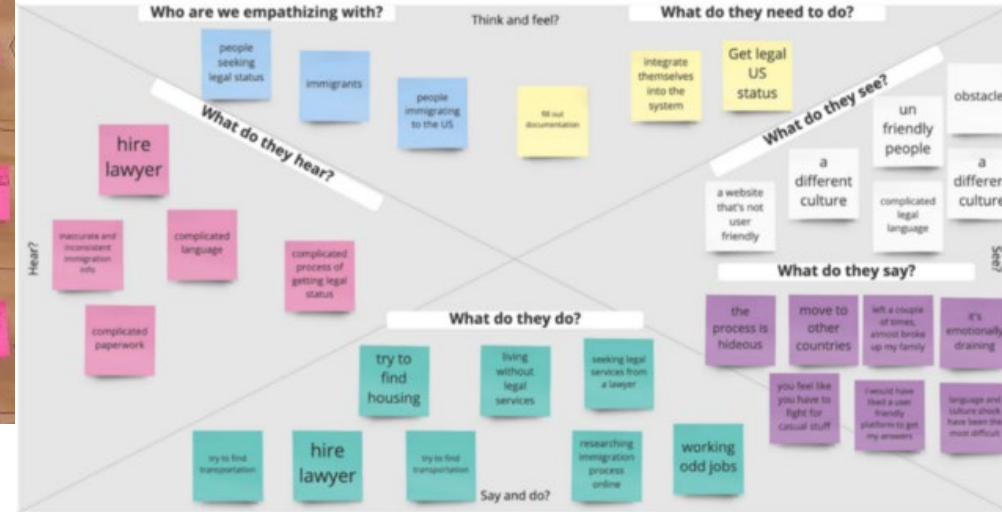 Who are we empathizing with?
Think and feel?
What do they need to do?
people
seeking
legal status
immigrants
people
immigrating
to the US
fill out
documentation
integrate
themselves
into the
system
Get legal
US
status
What do they hear?
hire
lawyer
inaccurate and
inconsistent
immigration
info
complicated
language
complicated
process of
getting legal
status
complicated
paperwork
Hear?
What do they see?
obstacle
un
friendly
people
a
different
culture
a
differen
culture
a website
that's not
user
friendly
complicated
legal
language
See?
What do they say?
the
process is
hideous
move to
other
countries
left a couple
of times,
almost broke
up my family
it's
emotionally
draining
you feel like
you have to
fight for
casual stuff
I would have
liked a user
friendly
platform to get
my answers
language and
culture shock
have been the
most difficult
What do they do?
try to
find
housing
living
without
legal
services
seeking legal
services from
a lawyer
try to find
transportation
hire
lawyer
try to find
transportation
researching
immigration
process
online
working
odd jobs
Say and do?